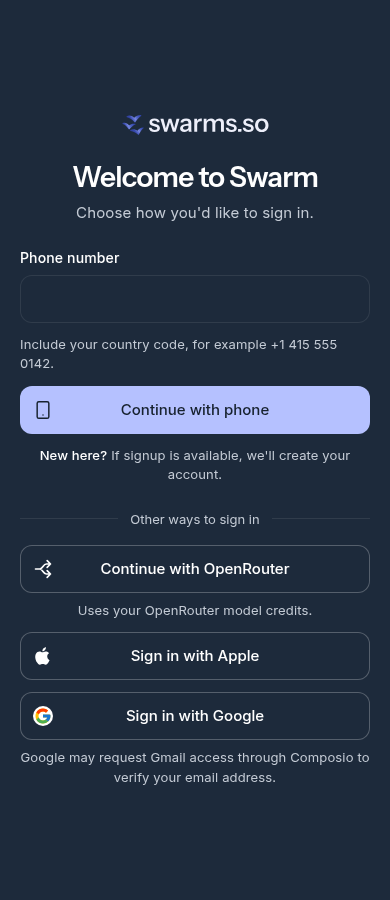 swarms.so
Welcome to Swarm
Choose how you'd like to sign in.
Phone number
Include your country code, for example +1 415 555
0142.
Continue with phone
New here? If signup is available, we'll create your
account.
Other ways to sign in
Continue with OpenRouter
Uses your OpenRouter model credits.
Sign in with Apple
Sign in with Google
Google may request Gmail access through Composio to
verify your email address.